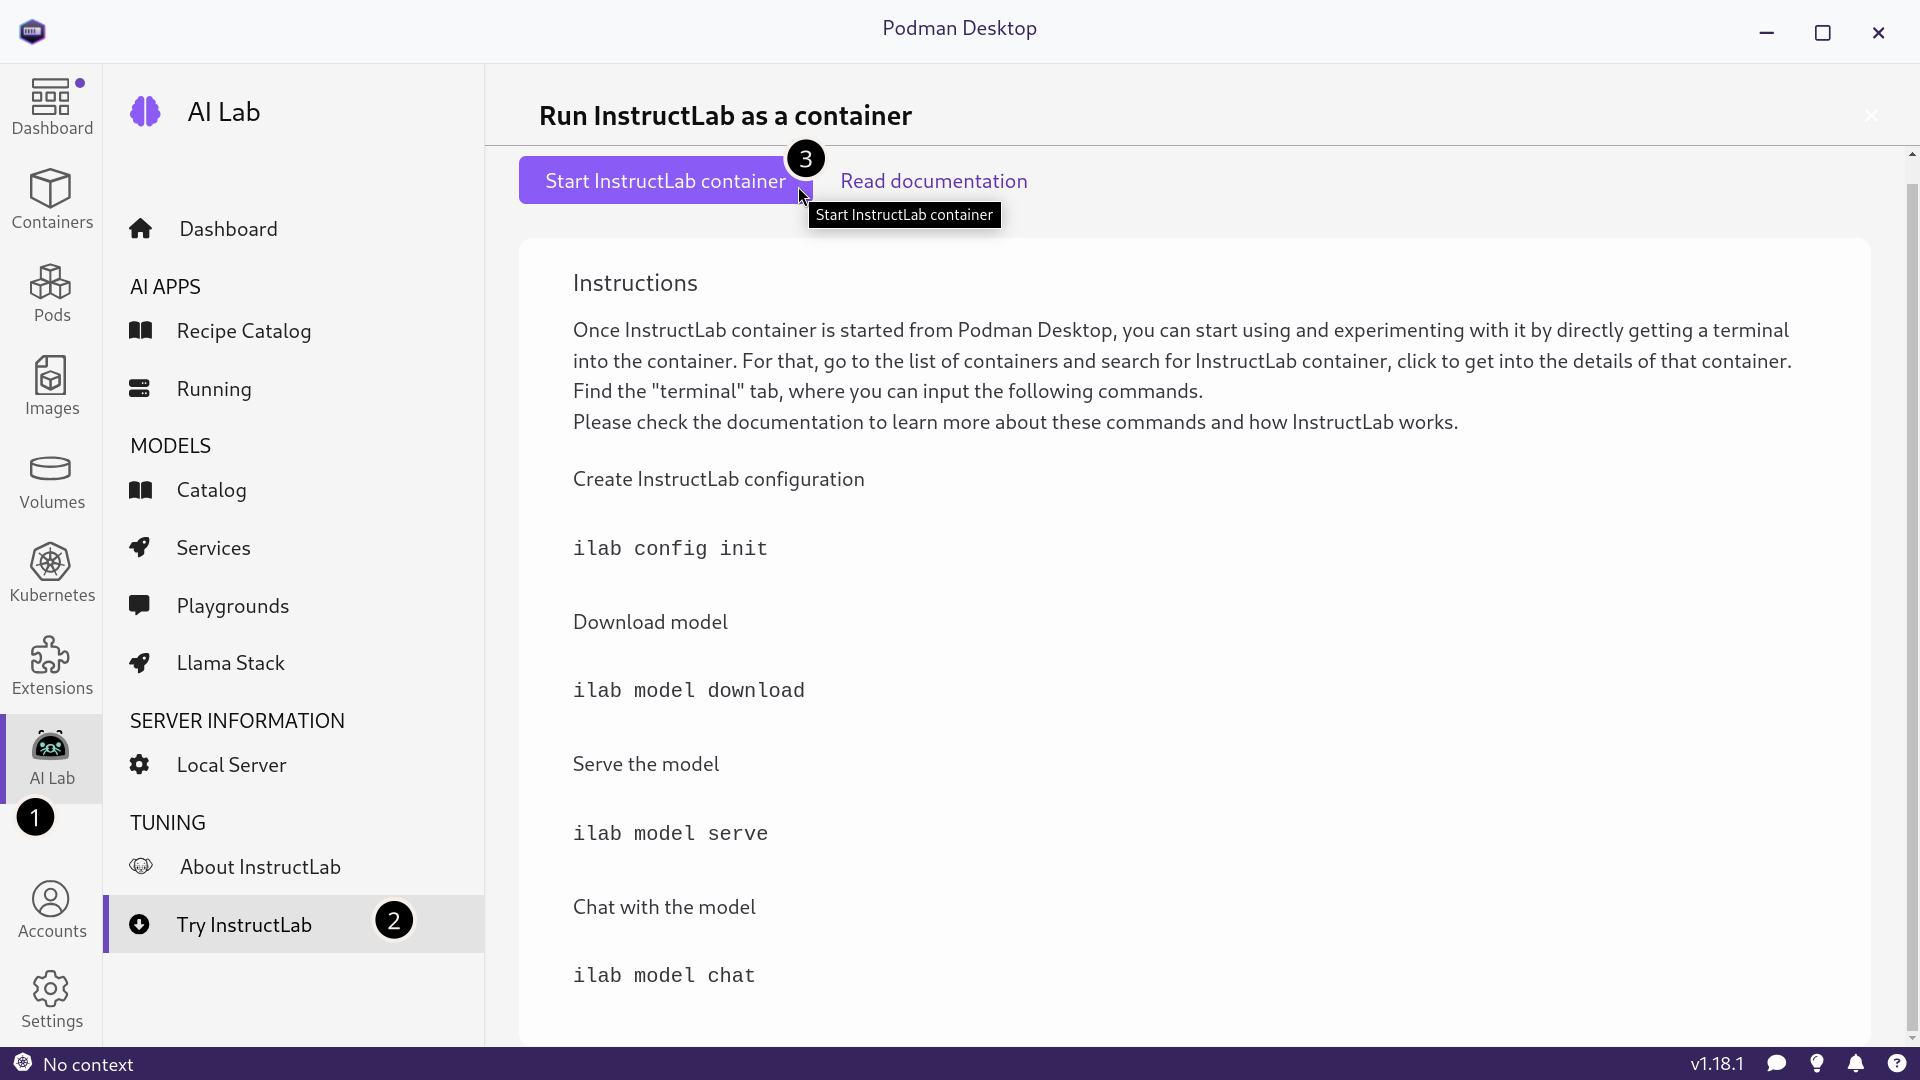 Podman Desktop
Dashboard
Containers
Pods
Images
Volumes
Kubernetes
Extensions
AI Lab
1
Accounts
Settings
AI Lab
Dashboard
AI APPS
Recipe Catalog
Running
MODELS
Catalog
Services
Playgrounds
Llama Stack
SERVER INFORMATION
Local Server
TUNING
About InstructLab
Try InstructLab
2
Run InstructLab as a container
Start InstructLab container
3
Read documentation
Start InstructLab container
Instructions
Once InstructLab container is started from Podman Desktop, you can start using and experimenting with it by directly getting a terminal
into the container. For that, go to the list of containers and search for InstructLab container, click to get into the details of that container.
Find the "terminal" tab, where you can input the following commands.
Please check the documentation to learn more about these commands and how InstructLab works.
Create InstructLab configuration
ilab config init
Download model
ilab model download
Serve the model
ilab model serve
Chat with the model
ilab model chat
No context
v1.18.1